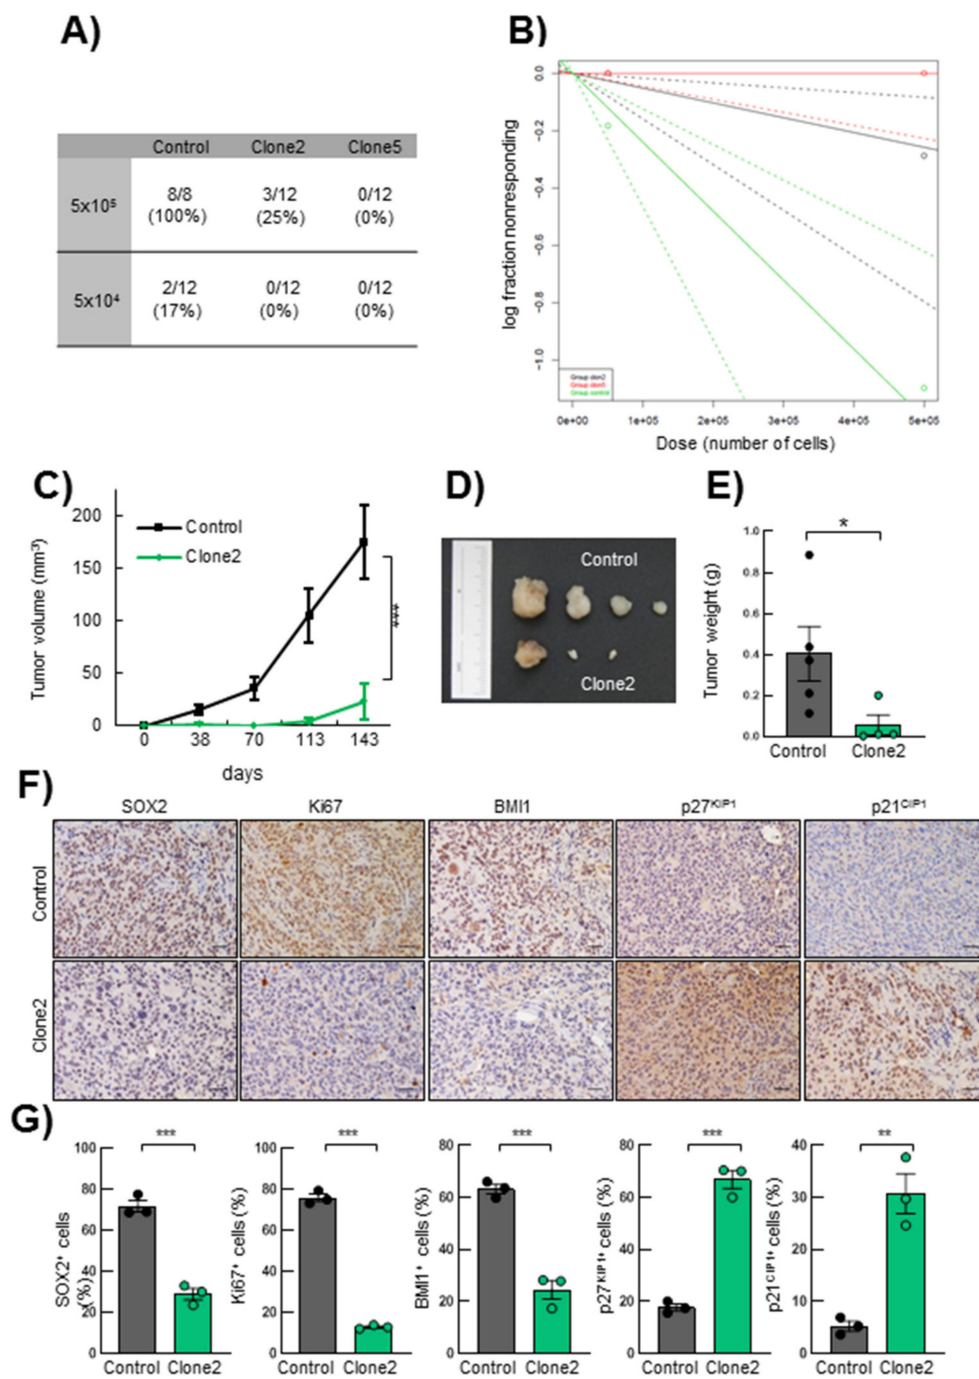 A)
Control Clone2 Clone5
5x10⁵ 8/8 3/12 0/12
(100%) (25%) (0%)
5x10⁴ 2/12 0/12 0/12
(17%) (0%) (0%)
B)
log fraction nonresponding
0.0
−0.2
−0.4
−0.6
−0.8
−1.0
Group clon2
Group clon5
Group control
0e+00 1e+05 2e+05 3e+05 4e+05 5e+05
Dose (number of cells)
C)
Tumor volume (mm³)
200
150
100
50
0
Control
Clone2
***
0 38 70 113 143
days
D)
Control
Clone2
E)
Tumor weight (g)
1.0
0.8
0.6
0.4
0.2
0.0
*
Control Clone2
F)
SOX2 Ki67 BMI1 p27ᴷᴵᴾ¹ p21ᶜᴵᴾ¹
Control
Clone2
G)
SOX2⁺ cells (%)
100
80
60
40
20
0
***
Control Clone2
Ki67⁺ cells (%)
100
80
60
40
20
0
***
Control Clone2
BMI1⁺ cells (%)
80
60
40
20
0
***
Control Clone2
p27ᴷᴵᴾ¹⁺ cells (%)
80
60
40
20
0
***
Control Clone2
p21ᶜᴵᴾ¹⁺ cells (%)
40
30
20
10
0
**
Control Clone2